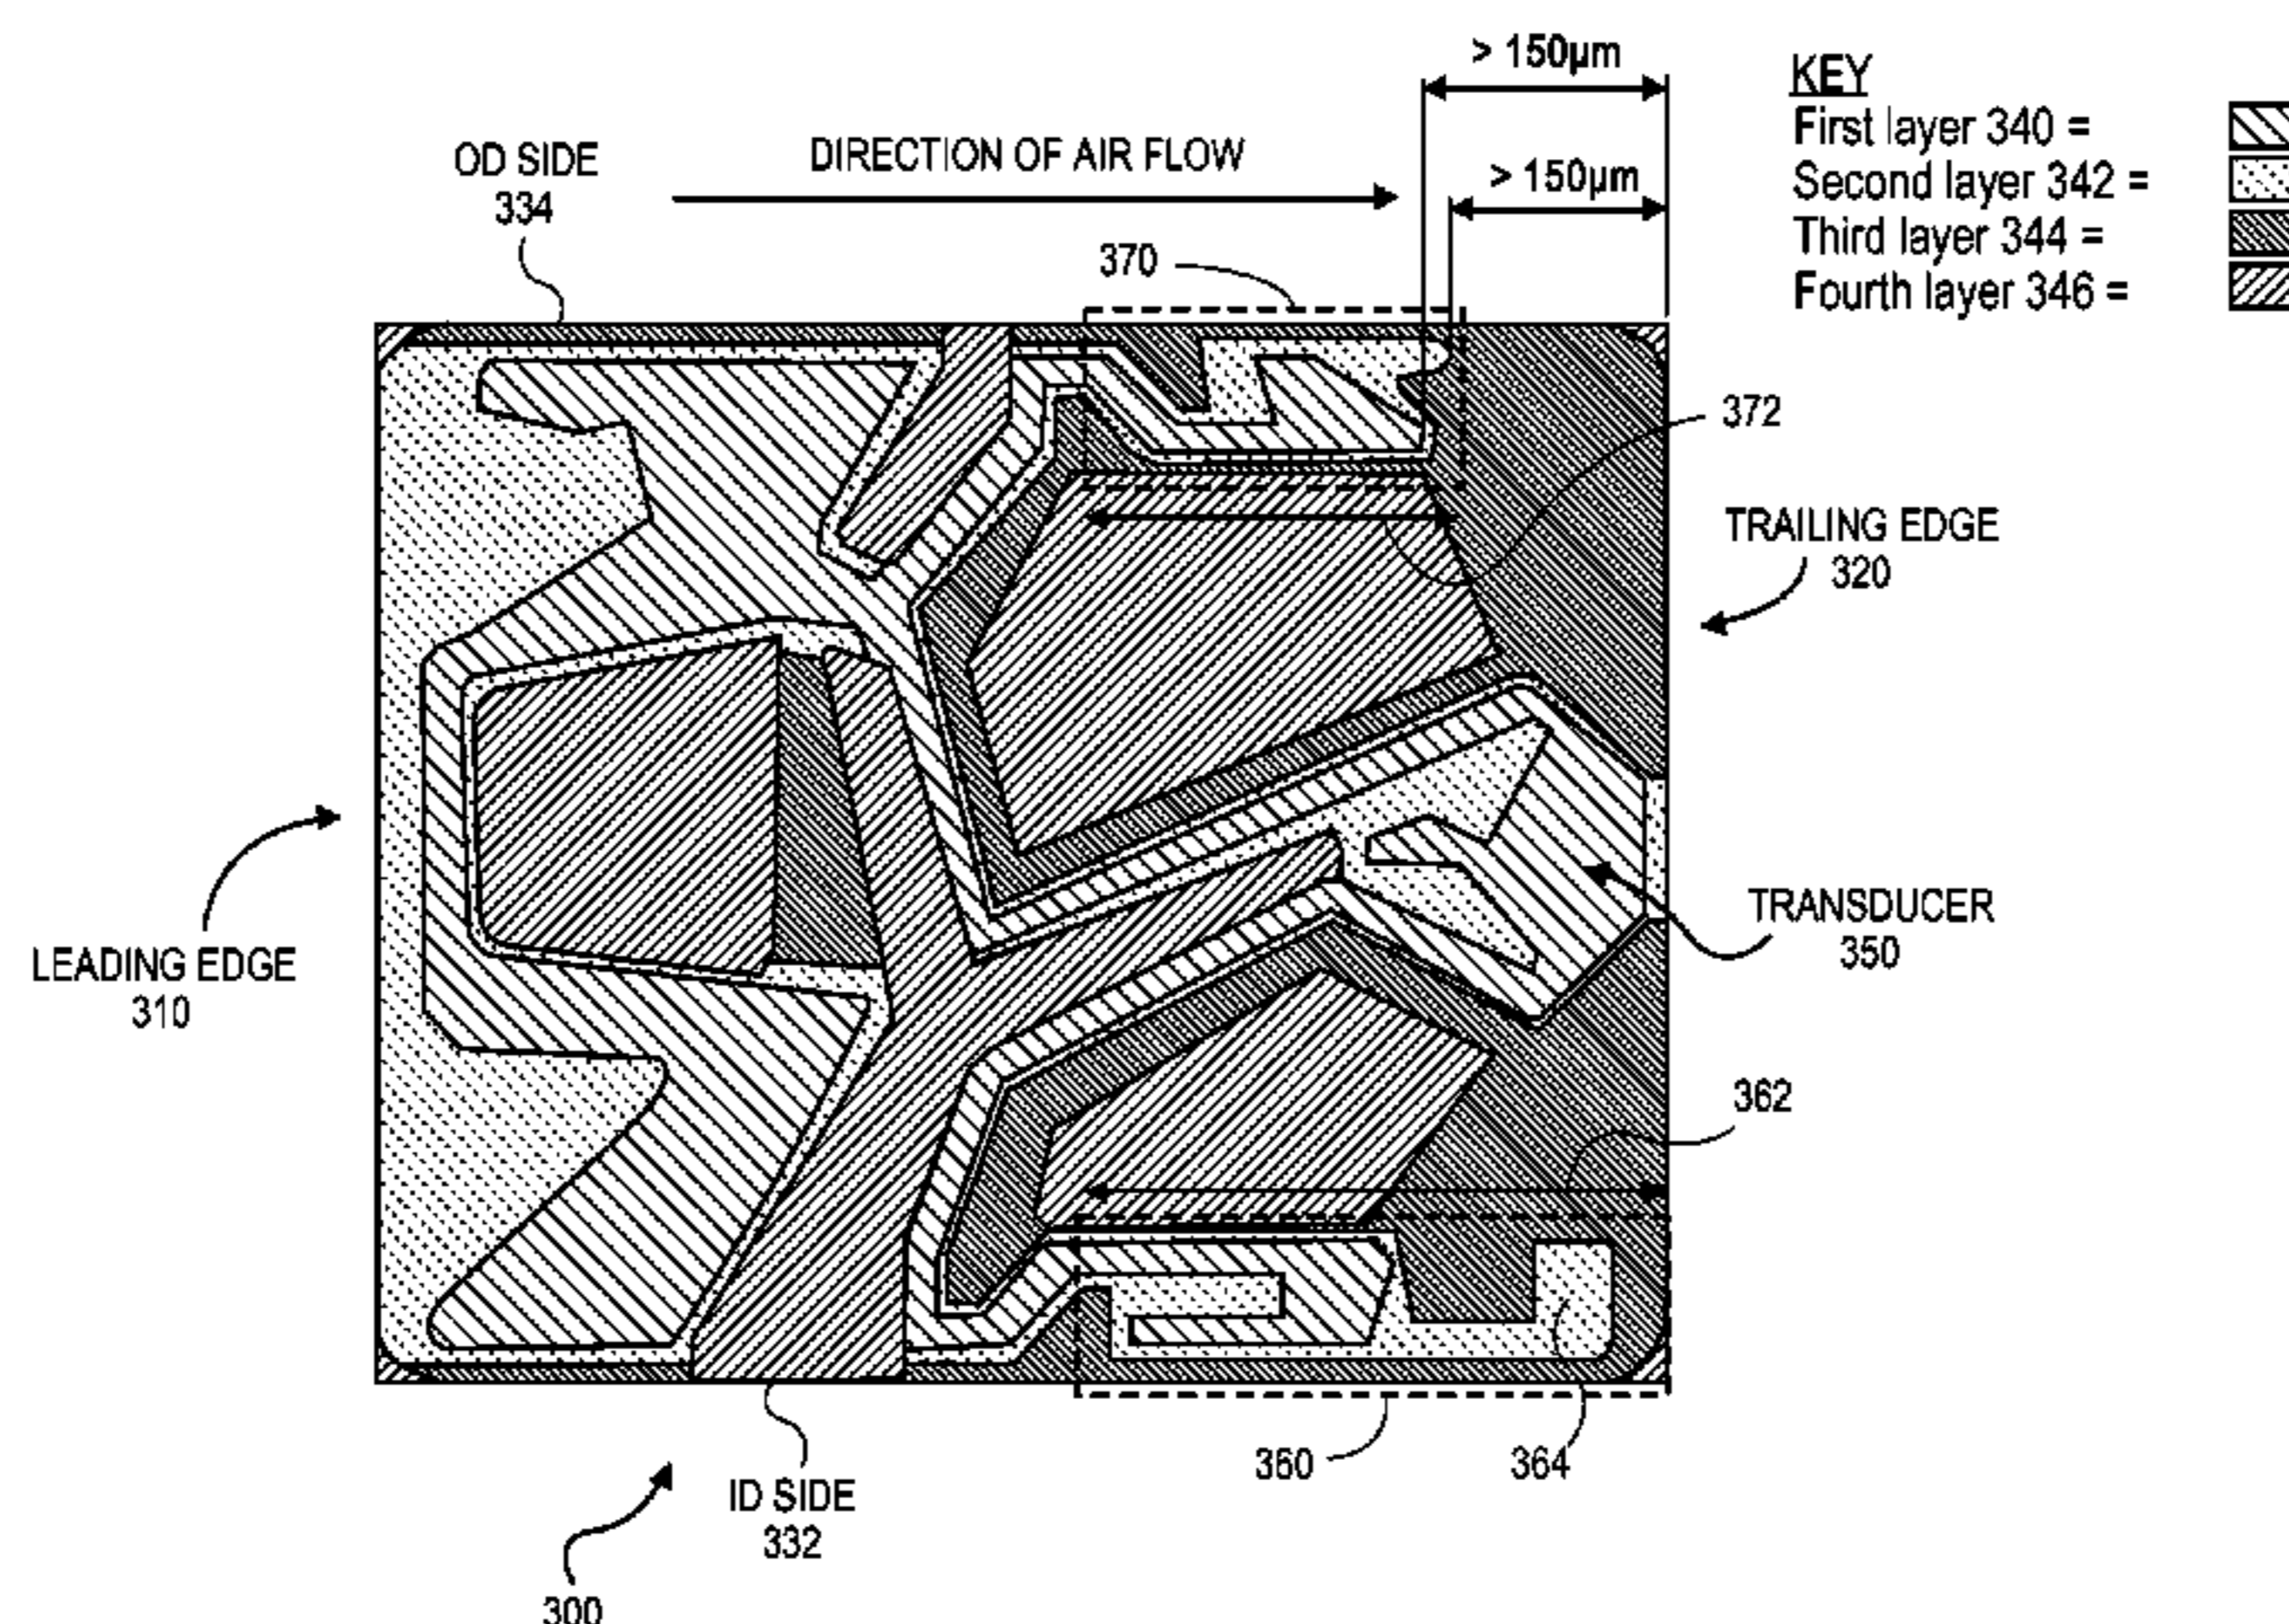 > 150µm
KEY
First layer 340 =
Second layer 342 =
Third layer 344 =
Fourth layer 346 =
OD SIDE
334
DIRECTION OF AIR FLOW
> 150µm
370
372
TRAILING EDGE
320
TRANSDUCER
350
LEADING EDGE
310
362
360
364
ID SIDE
332
300